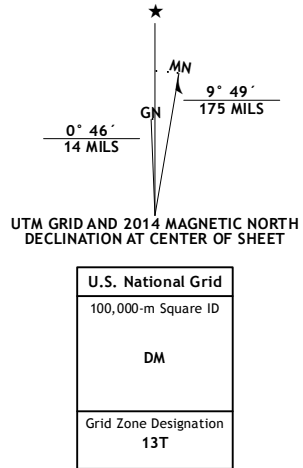 ★
MN
GN
9° 49´
175 MILS
0° 46´
14 MILS
UTM GRID AND 2014 MAGNETIC NORTH
DECLINATION AT CENTER OF SHEET
U.S. National Grid
100,000-m Square ID
DM
Grid Zone Designation
13T